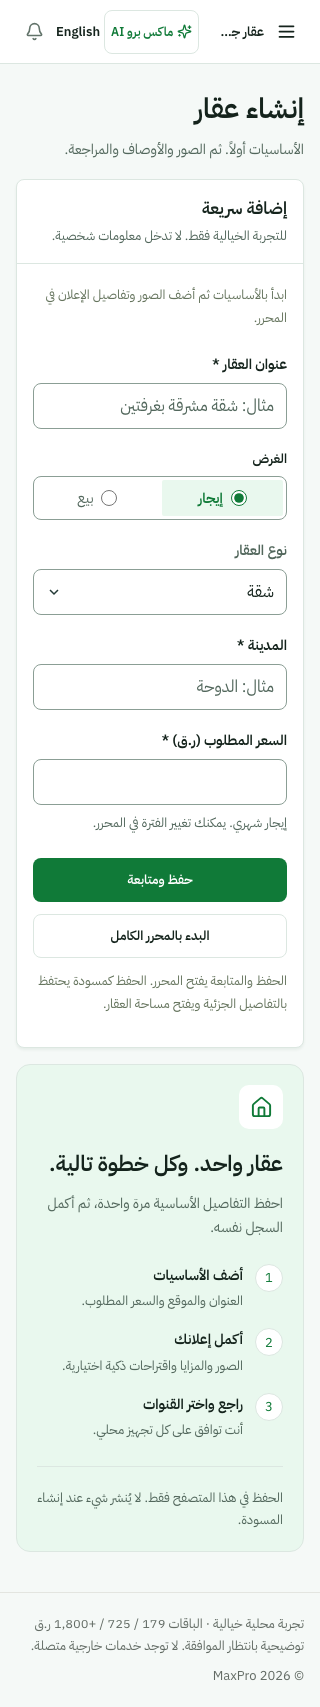 عقار ج...
ماكس برو AI
English
إنشاء عقار
الأساسيات أولاً. ثم الصور والأوصاف والمراجعة.
إضافة سريعة
للتجربة الخيالية فقط. لا تدخل معلومات شخصية.
ابدأ بالأساسيات ثم أضف الصور وتفاصيل الإعلان في
المحرر.
عنوان العقار *
مثال: شقة مشرقة بغرفتين
الغرض
إيجار
بيع
نوع العقار
شقة
المدينة *
مثال: الدوحة
السعر المطلوب (ر.ق) *
إيجار شهري. يمكنك تغيير الفترة في المحرر.
حفظ ومتابعة
البدء بالمحرر الكامل
الحفظ والمتابعة يفتح المحرر. الحفظ كمسودة يحتفظ
بالتفاصيل الجزئية ويفتح مساحة العقار.
عقار واحد. وكل خطوة تالية.
احفظ التفاصيل الأساسية مرة واحدة، ثم أكمل
السجل نفسه.
1 أضف الأساسيات
العنوان والموقع والسعر المطلوب.
2 أكمل إعلانك
الصور والمزايا واقتراحات ذكية اختيارية.
3 راجع واختر القنوات
أنت توافق على كل تجهيز محلي.
الحفظ في هذا المتصفح فقط. لا يُنشر شيء عند إنشاء
المسودة.
تجربة محلية خيالية · الباقات 179 / 725 / +1,800 ر.ق
توضيحية بانتظار الموافقة. لا توجد خدمات خارجية متصلة.
© 2026 MaxPro